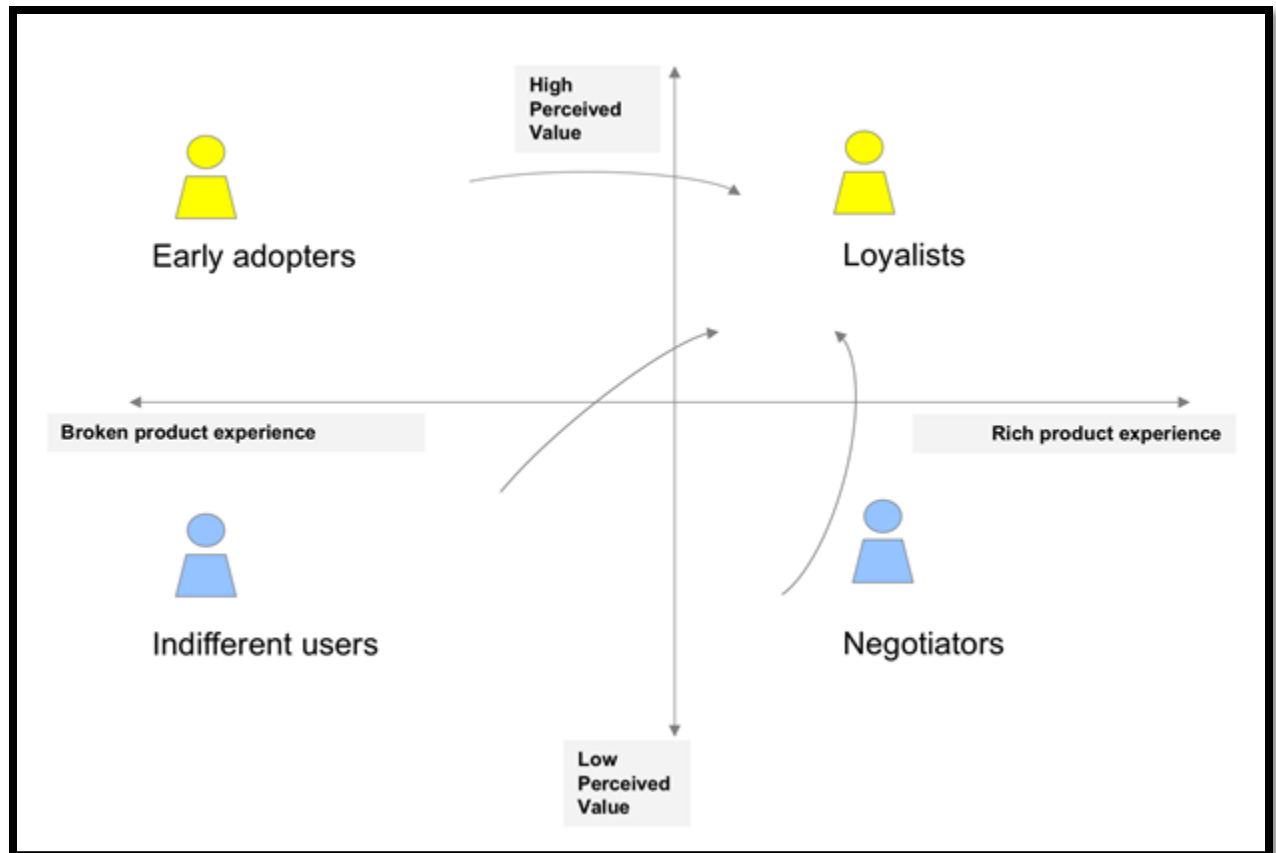 High
Perceived
Value
Early adopters
Loyalists
Broken product experience
Rich product experience
Indifferent users
Negotiators
Low
Perceived
Value